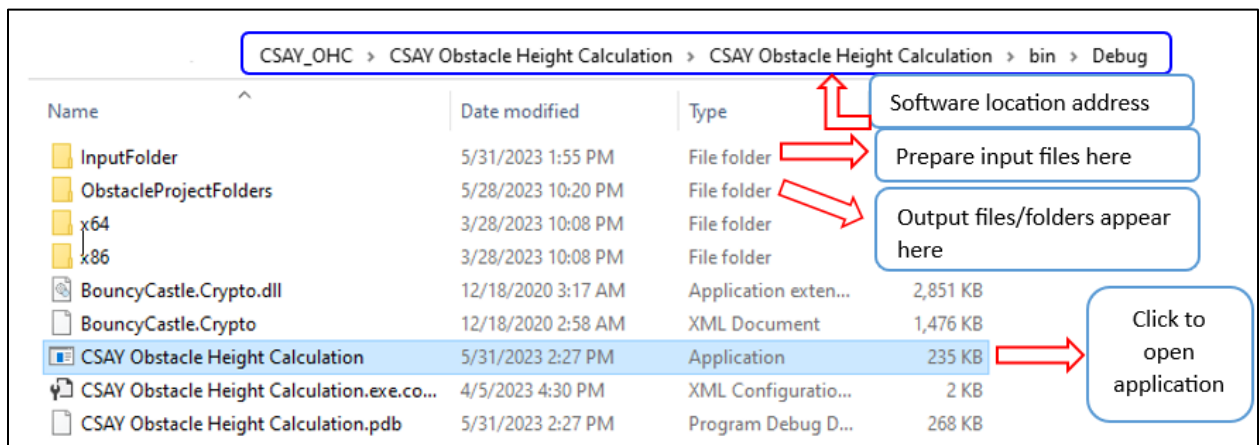 CSAY_OHC > CSAY Obstacle Height Calculation > CSAY Obstacle Height Calculation > bin > Debug
Name Date modified Type
Software location address
InputFolder 5/31/2023 1:55 PM File folder
Prepare input files here
ObstacleProjectFolders 5/28/2023 10:20 PM File folder
Output files/folders appear
here
x64 3/28/2023 10:08 PM File folder
x86 3/28/2023 10:08 PM File folder
BouncyCastle.Crypto.dll 12/18/2020 3:17 AM Application exten... 2,851 KB
BouncyCastle.Crypto 12/18/2020 2:58 AM XML Document 1,476 KB
CSAY Obstacle Height Calculation 5/31/2023 2:27 PM Application 235 KB
Click to
open
application
CSAY Obstacle Height Calculation.exe.co... 4/5/2023 4:30 PM XML Configuratio... 2 KB
CSAY Obstacle Height Calculation.pdb 5/31/2023 2:27 PM Program Debug D... 268 KB